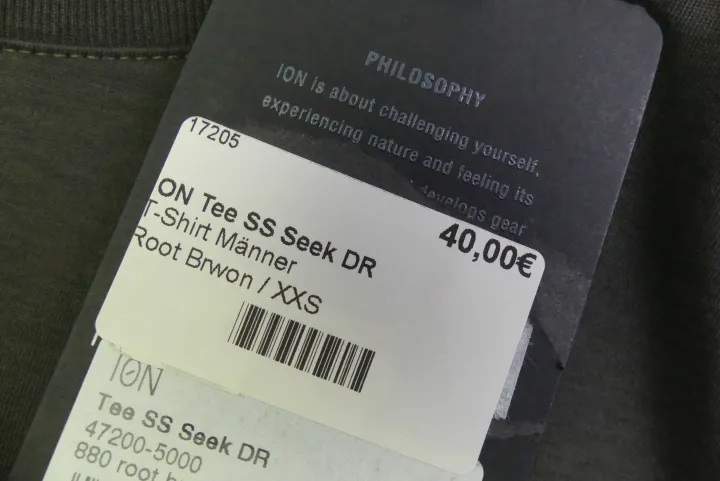 PHILOSOPHY
ION is about challenging yourself,
experiencing nature and feeling its
develops gear
17205
ON Tee SS Seek DR
40,00€
T-Shirt Männer
Root Brwon / XXS
ION
Tee SS Seek DR
47200-5000
880 root